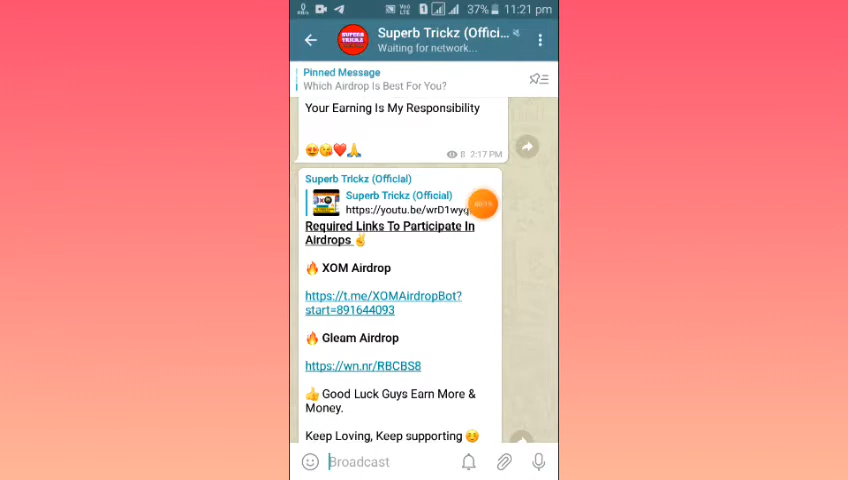 37% 11:21 pm
Superb Trickz (Offici...
Waiting for network...
Pinned Message
Which Airdrop Is Best For You?
Your Earning Is My Responsibility
😍😘❤️🙏
8 2:17 PM
Superb Trickz (Official)
Superb Trickz (Official)
https://youtu.be/wrD1wyq
Required Links To Participate In
Airdrops ✌️
🔥 XOM Airdrop
https://t.me/XOMAirdropBot?
start=891644093
🔥 Gleam Airdrop
https://wn.nr/RBCBS8
👍Good Luck Guys Earn More &
Money.
Keep Loving, Keep supporting 😣
Broadcast